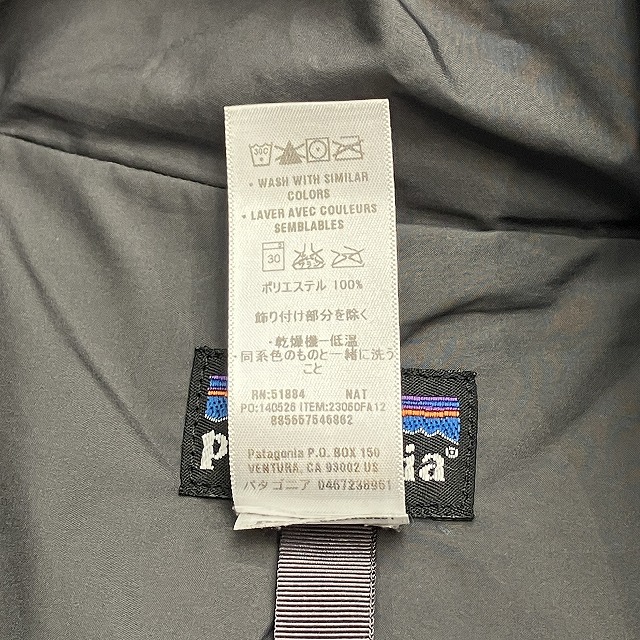 30C
• WASH WITH SIMILAR
COLORS
• LAVER AVEC COULEURS
SEMBLABLES
30
ポリエステル 100%
飾り付け部分を除く
・乾燥機ー低温
・同系色のものと一緒に洗う
こと
RN:51884 NAT
PO:140526 ITEM:23060FA12
885657646862
Patagonia P.O. BOX 150
VENTURA, CA 93002 US
パタゴニア 0467238961